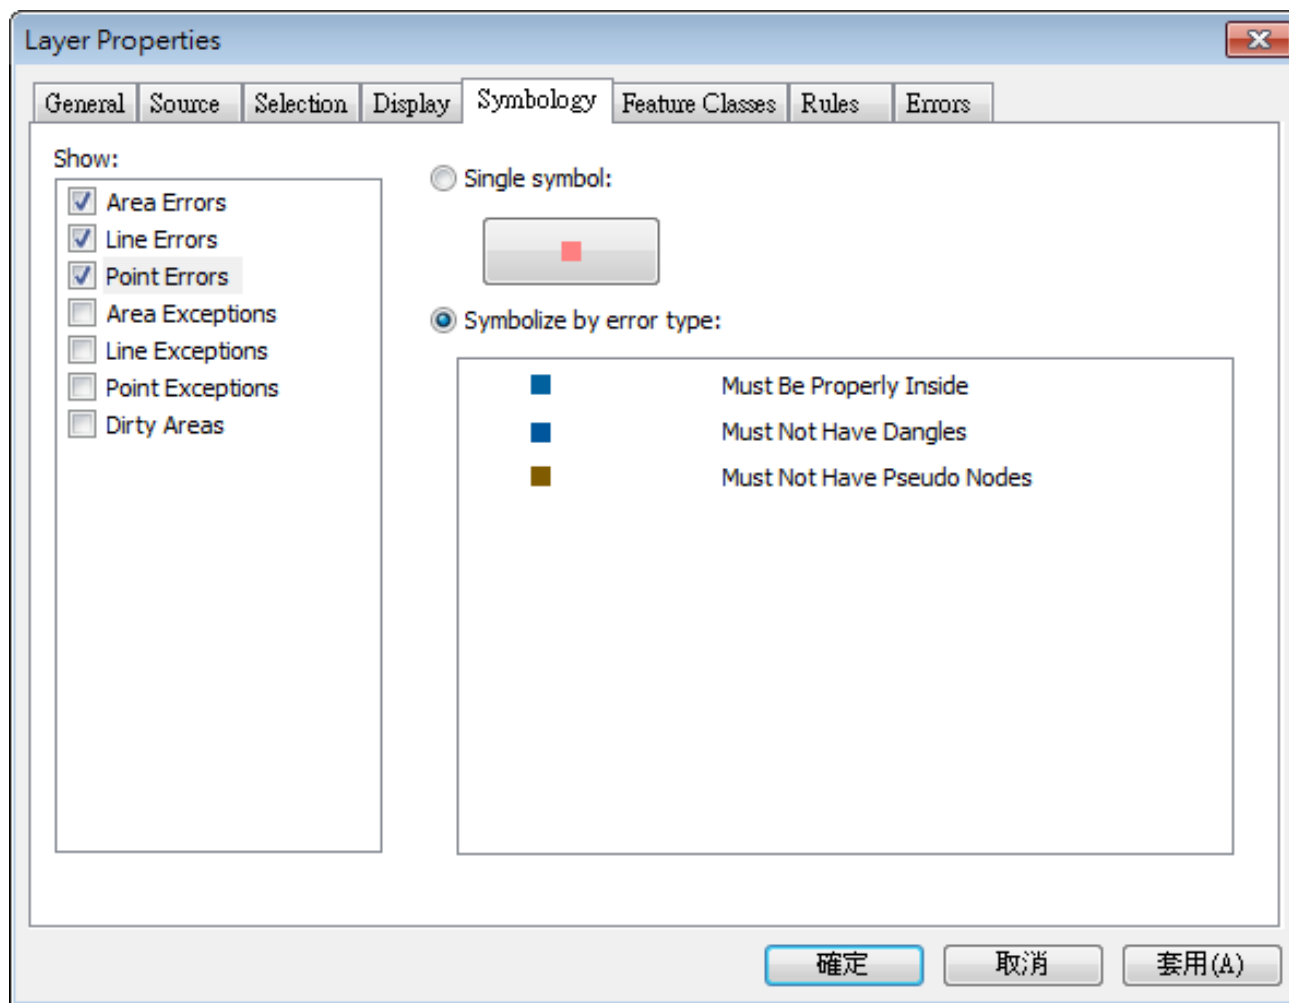 Layer Properties
General Source Selection Display Symbology Feature Classes Rules Errors
Show:
Area Errors
Line Errors
Point Errors
Area Exceptions
Line Exceptions
Point Exceptions
Dirty Areas
Single symbol:
Symbolize by error type:
Must Be Properly Inside
Must Not Have Dangles
Must Not Have Pseudo Nodes
確定 取消 套用(A)